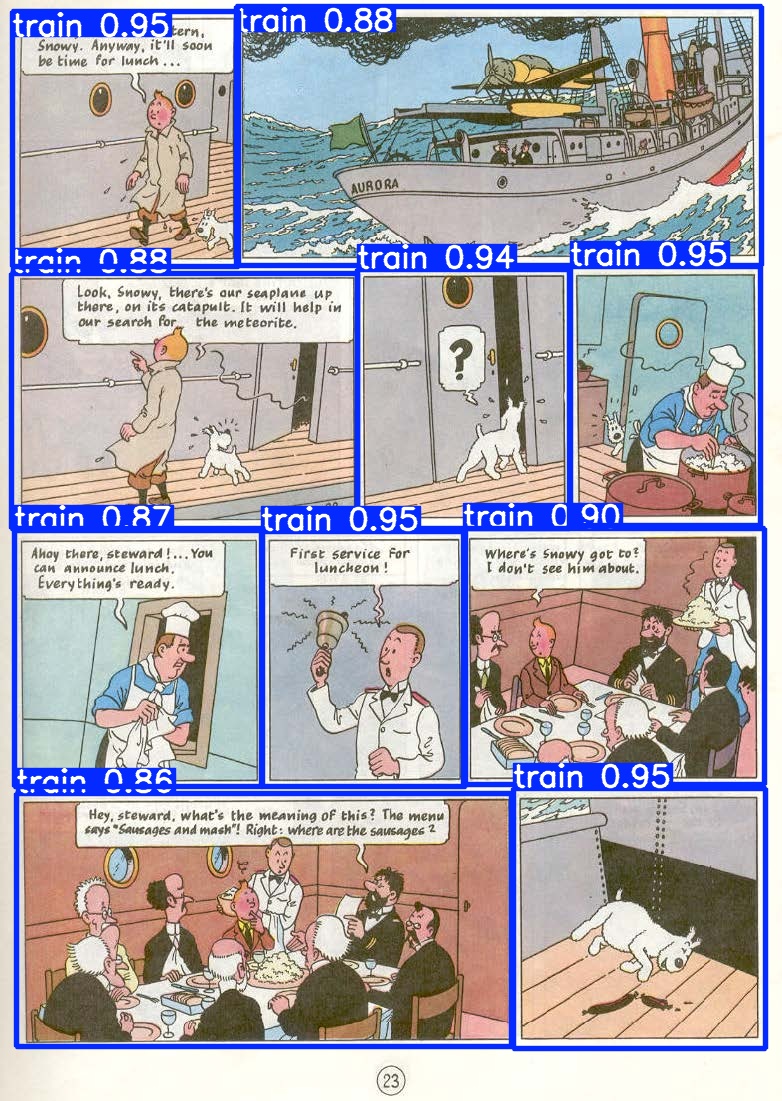 train 0.95
tern,
Snowy. Anyway, it'll soon
be time for lunch ...
train 0.88
AURORA
train 0.88
Look, Snowy, there's our seaplane up
there, on its catapult. It will help in
our search for the meteorite.
train 0.94
?
train 0.95
train 0.87
Ahoy there, steward!... You
can announce lunch.
Everything's ready.
train 0.95
First service for
luncheon!
train 0.90
Where's Snowy got to?
I don't see him about.
train 0.86
Hey, steward, what's the meaning of this? The menu
says "Sausages and mash"! Right: where are the sausages?
train 0.95
23